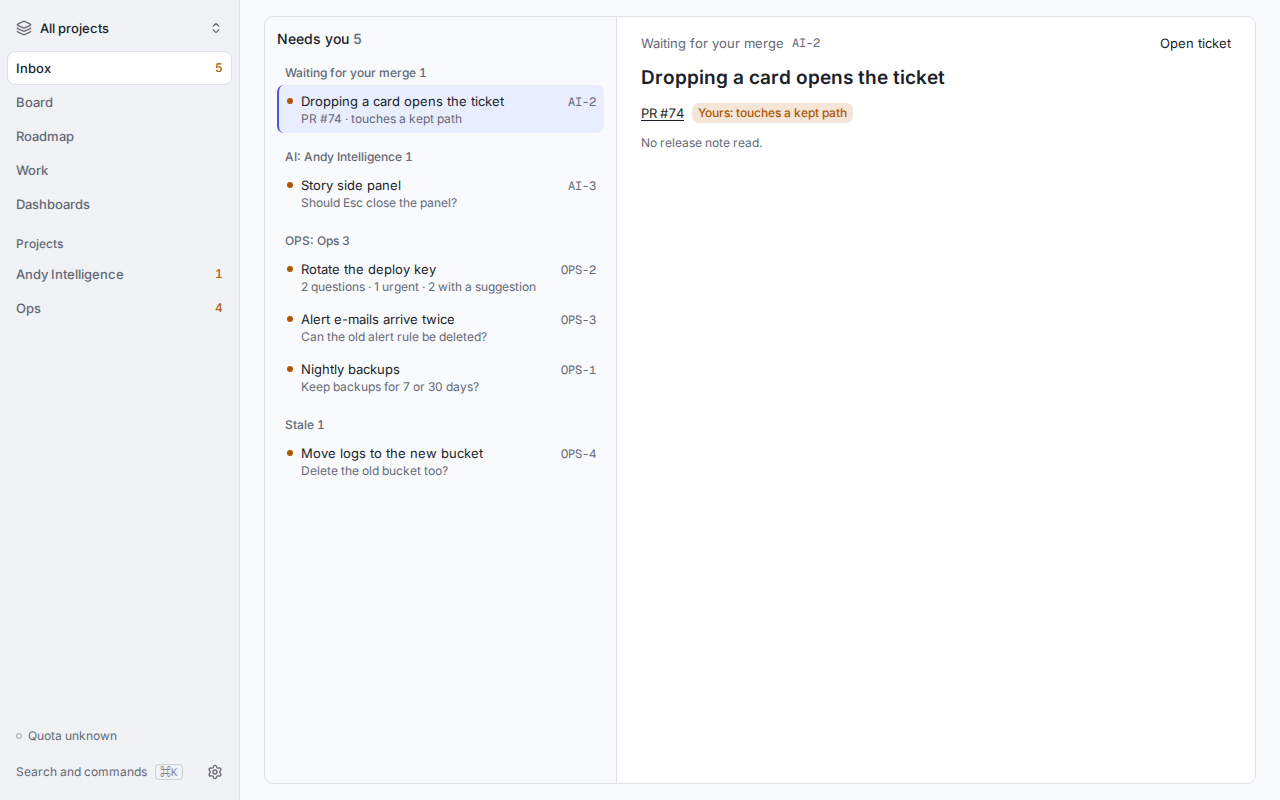 All projects
Inbox 5
Board
Roadmap
Work
Dashboards
Projects
Andy Intelligence 1
Ops 4
Quota unknown
Search and commands ⌘K
Needs you 5
Waiting for your merge 1
Dropping a card opens the ticket AI-2
PR #74 · touches a kept path
AI: Andy Intelligence 1
Story side panel AI-3
Should Esc close the panel?
OPS: Ops 3
Rotate the deploy key OPS-2
2 questions · 1 urgent · 2 with a suggestion
Alert e-mails arrive twice OPS-3
Can the old alert rule be deleted?
Nightly backups OPS-1
Keep backups for 7 or 30 days?
Stale 1
Move logs to the new bucket OPS-4
Delete the old bucket too?
Waiting for your merge AI-2 Open ticket
Dropping a card opens the ticket
PR #74 Yours: touches a kept path
No release note read.